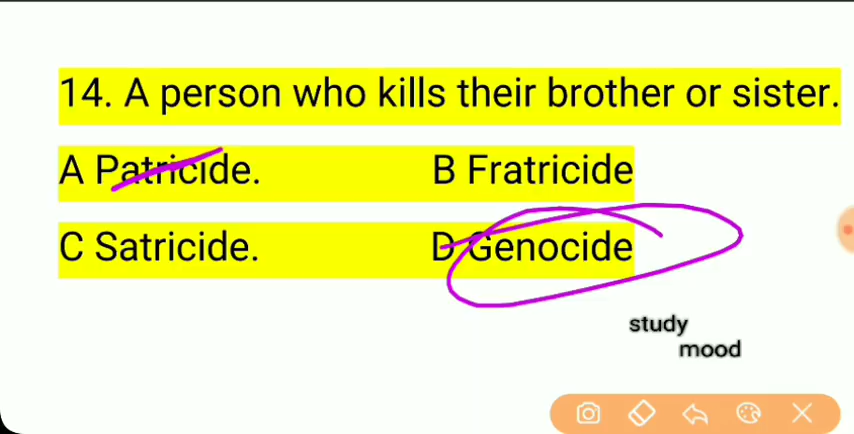 14. A person who kills their brother or sister.
A Patricide. B Fratricide
C Satricide. D Genocide
study
mood